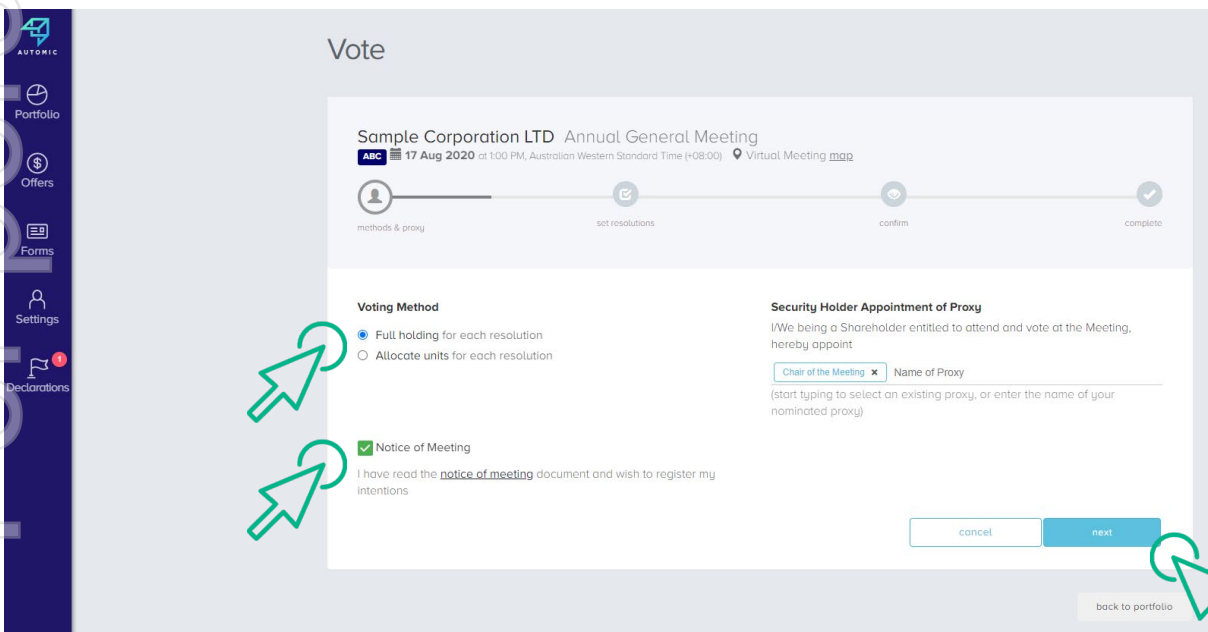 AUTOMIC
Portfolio
Offers
Forms
Settings
1
Declarations
Vote
Sample Corporation LTD Annual General Meeting
ABC 17 Aug 2020 at 1:00 PM, Australian Western Standard Time (+08:00) Virtual Meeting map
methods & proxy
set resolutions
confirm
complete
Voting Method
Full holding for each resolution
Allocate units for each resolution
Security Holder Appointment of Proxy
I/We being a Shareholder entitled to attend and vote at the Meeting,
hereby appoint
Chair of the Meeting × Name of Proxy
(start typing to select an existing proxy, or enter the name of your
nominated proxy)
Notice of Meeting
I have read the notice of meeting document and wish to register my
intentions
cancel
next
back to portfolio